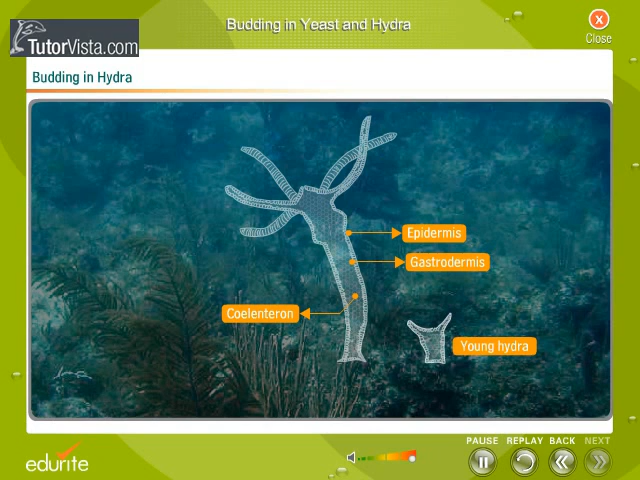 Budding in Yeast and Hydra
X
Close
TutorVista.com
Budding in Hydra
Epidermis
Gastrodermis
Coelenteron
Young hydra
PAUSE REPLAY BACK NEXT
edurite